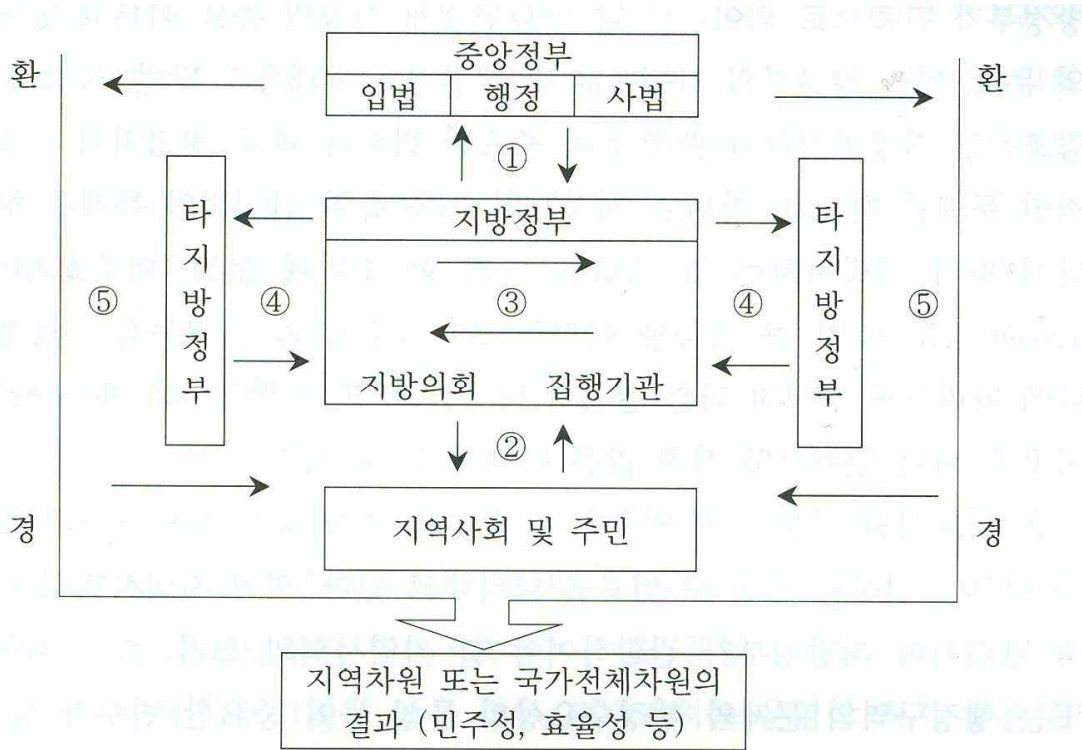 중앙정부
환 환
입법 행정 사법
①
타지방정부 지방정부 타지방정부
⑤ ④ ③ ④ ⑤
지방의회 집행기관
②
경 지역사회 및 주민 경
지역차원 또는 국가전체차원의
결과 (민주성, 효율성 등)